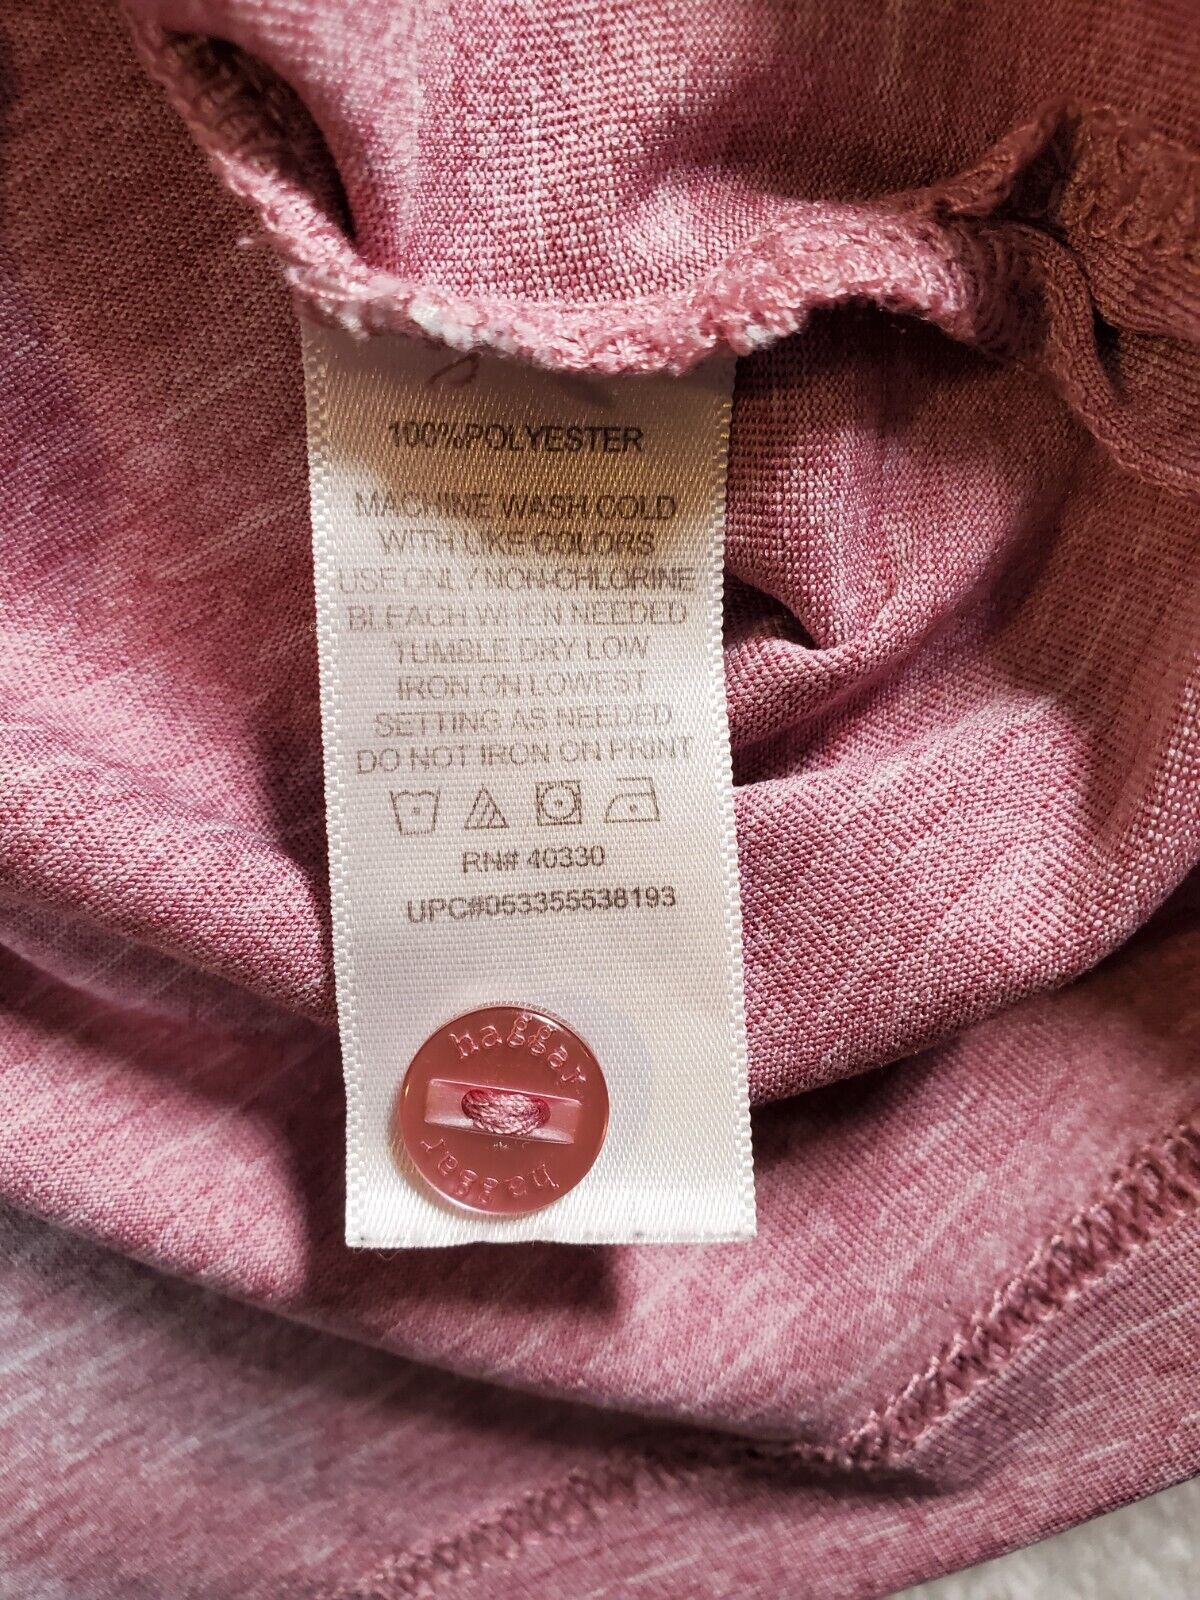 100%POLYESTER
MACHINE WASH COLD
WITH LIKE COLORS
USE ONLY NON-CHLORINE
BLEACH WHEN NEEDED
TUMBLE DRY LOW
IRON ON LOWEST
SETTING AS NEEDED
DO NOT IRON ON PRINT
RN# 40330
UPC#053355538193
haggar
haggar